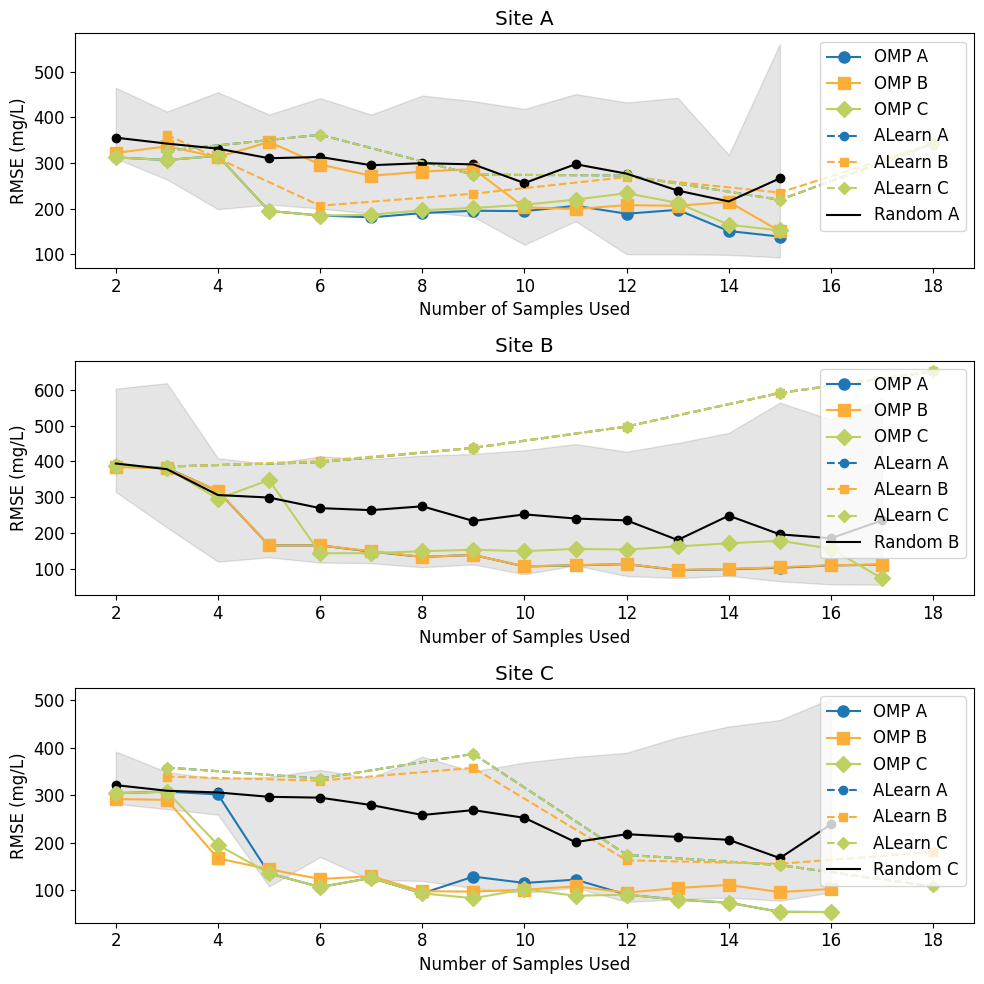 Site A
RMSE (mg/L)
500
400
300
200
100
OMP A
OMP B
OMP C
ALearn A
ALearn B
ALearn C
Random A
2 4 6 8 10 12 14 16 18
Number of Samples Used
Site B
RMSE (mg/L)
600
500
400
300
200
100
OMP A
OMP B
OMP C
ALearn A
ALearn B
ALearn C
Random B
2 4 6 8 10 12 14 16 18
Number of Samples Used
Site C
RMSE (mg/L)
500
400
300
200
100
OMP A
OMP B
OMP C
ALearn A
ALearn B
ALearn C
Random C
2 4 6 8 10 12 14 16 18
Number of Samples Used